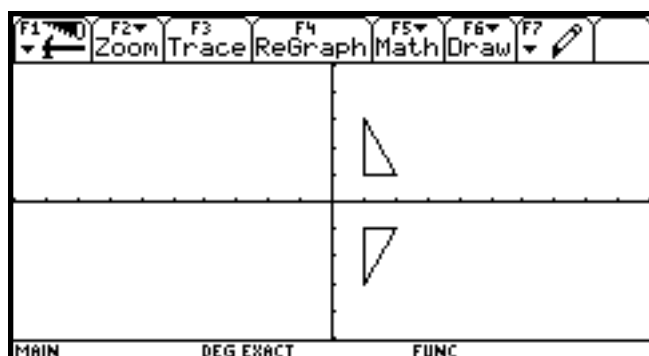 F1 F2 F3 F4 F5 F6 F7
Zoom Trace ReGraph Math Draw
MAIN DEG EXACT FUNC